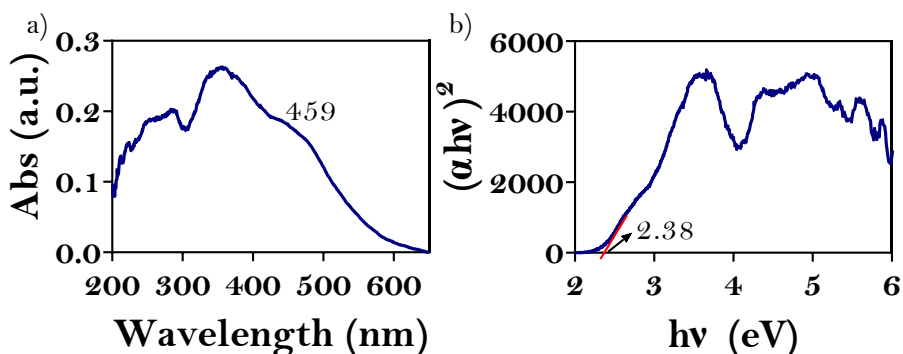 a)
Abs (a.u.)
0.3
0.2
0.1
0.0
459
200 300 400 500 600
Wavelength (nm)
b)
(αhν)²
6000
4000
2000
0
2.38
2 3 4 5 6
hν (eV)